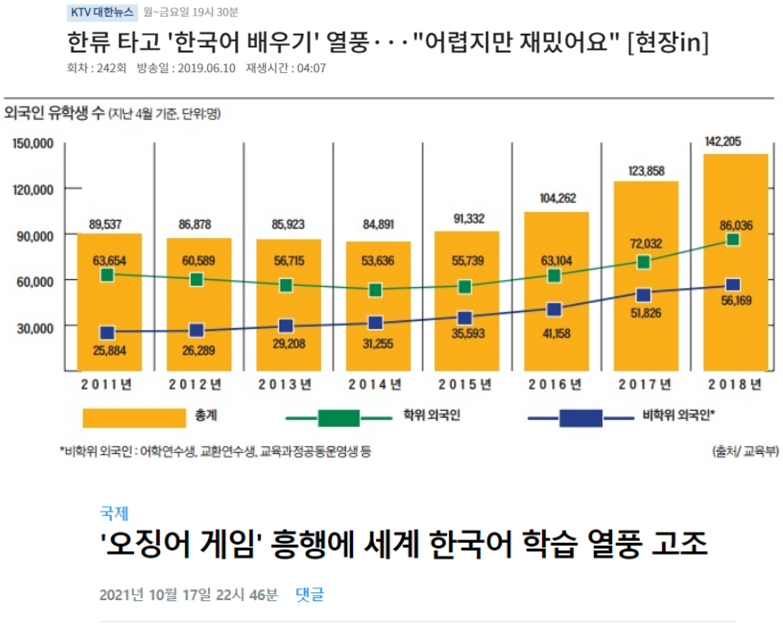 KTV 대한뉴스 월~금요일 19시 30분
한류 타고 '한국어 배우기' 열풍···"어렵지만 재밌어요" [현장in]
회차 : 242회 방송일 : 2019.06.10 재생시간 : 04:07
외국인 유학생 수 (지난 4월 기준, 단위:명)
150,000
120,000
90,000
60,000
30,000
89,537 86,878 85,923 84,891 91,332 104,262 123,858 142,205
63,654 60,589 56,715 53,636 55,739 63,104 72,032 86,036
25,884 26,289 29,208 31,255 35,593 41,158 51,826 56,169
2011년 2012년 2013년 2014년 2015년 2016년 2017년 2018년
총계 학위 외국인 비학위 외국인*
*비학위 외국인 : 어학연수생, 교환연수생, 교육과정공동운영생 등 (출처/ 교육부)
국제
'오징어 게임' 흥행에 세계 한국어 학습 열풍 고조
2021년 10월 17일 22시 46분 댓글